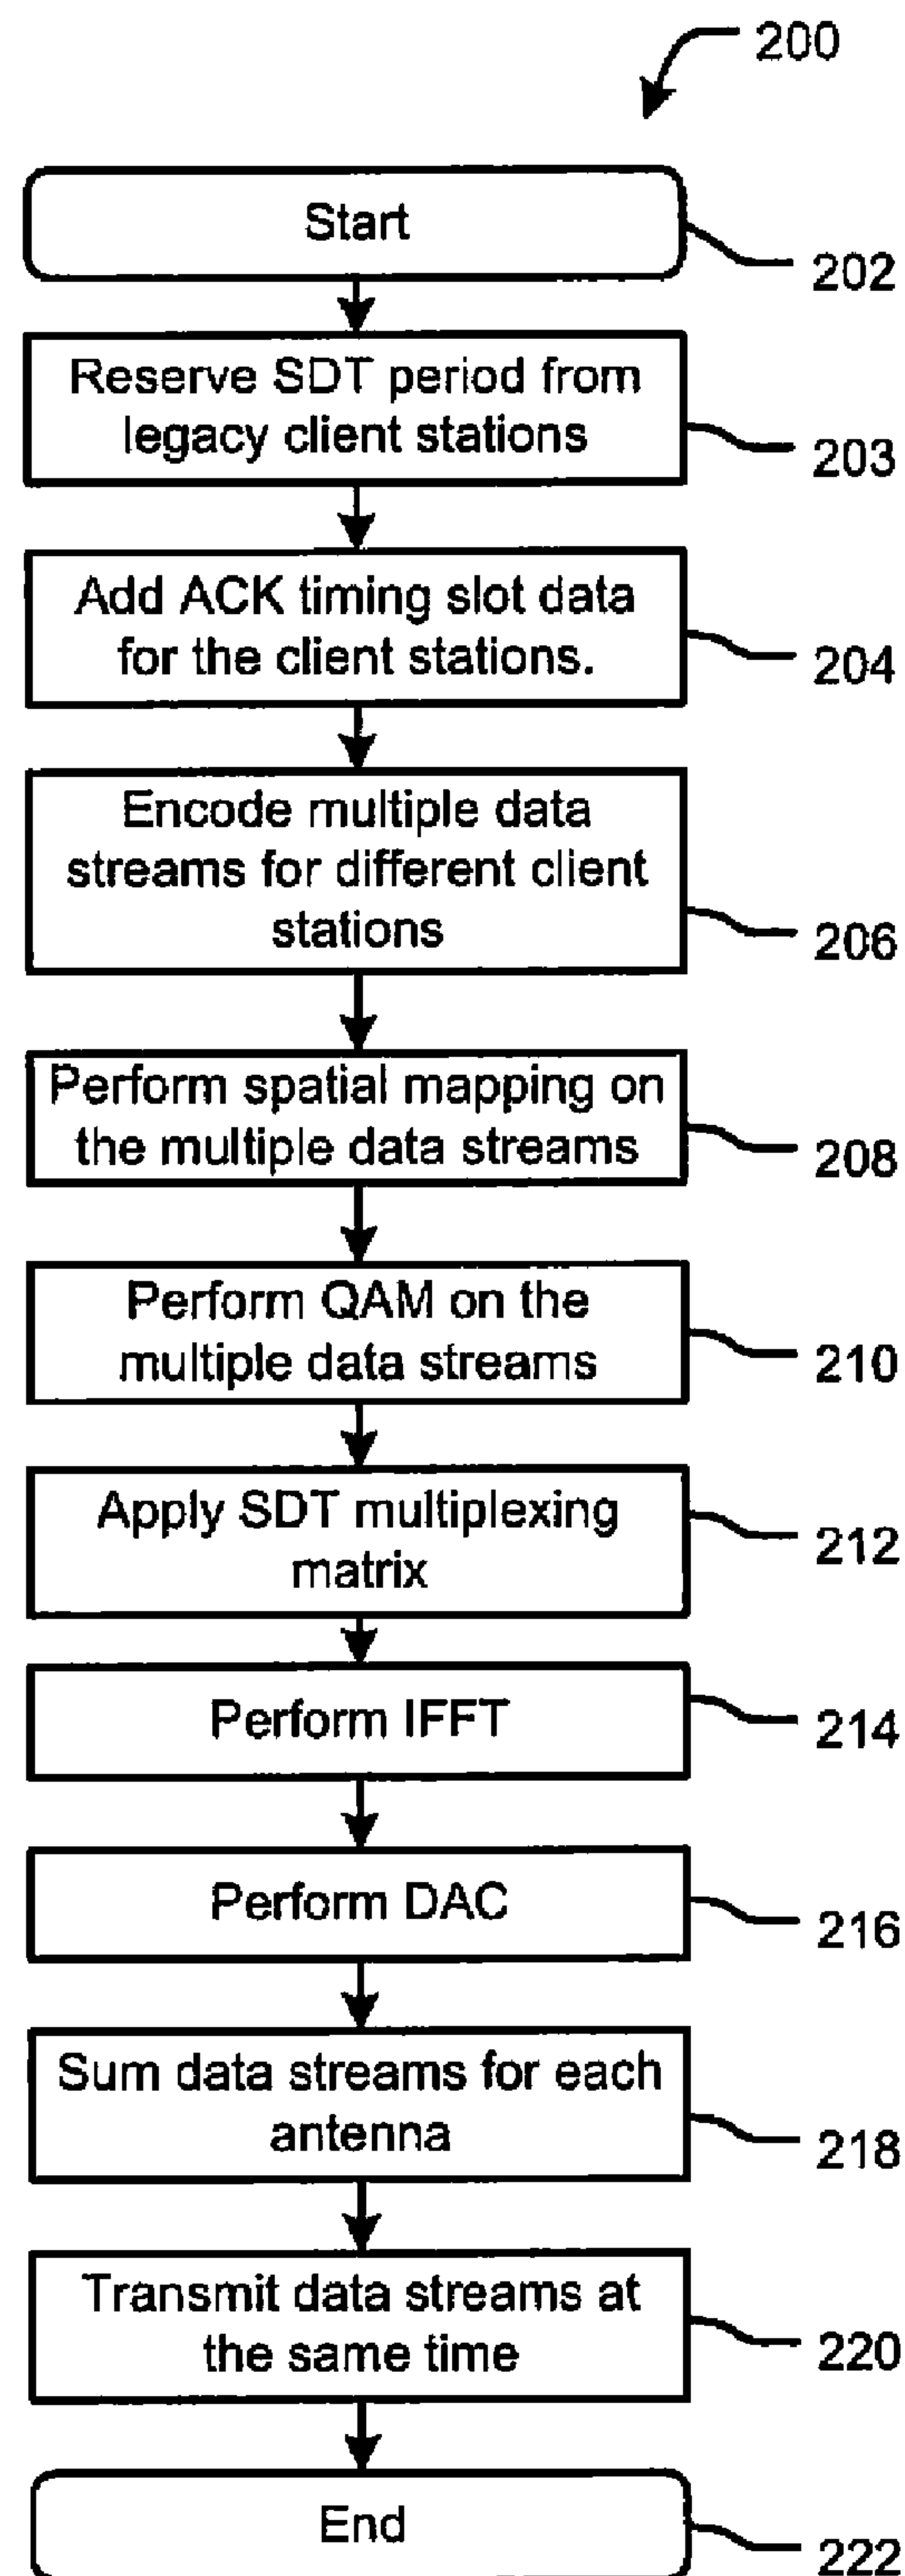 200
Start
202
Reserve SDT period from
legacy client stations
203
Add ACK timing slot data
for the client stations.
204
Encode multiple data
streams for different client
stations
206
Perform spatial mapping on
the multiple data streams
208
Perform QAM on the
multiple data streams
210
Apply SDT multiplexing
matrix
212
Perform IFFT
214
Perform DAC
216
Sum data streams for each
antenna
218
Transmit data streams at
the same time
220
End
222